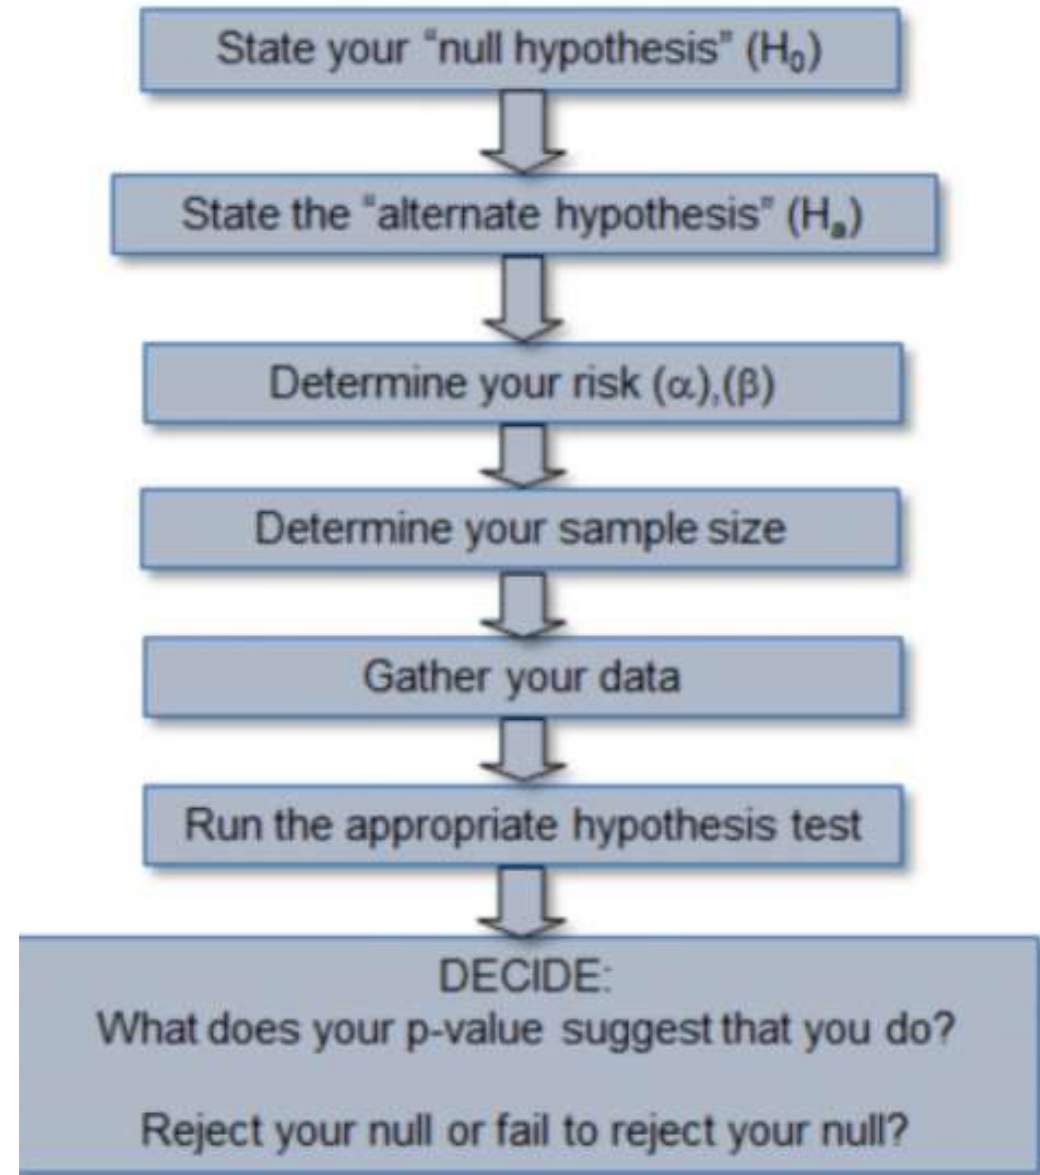 State your “null hypothesis” (H₀)
State the “alternate hypothesis” (Hₐ)
Determine your risk (α),(β)
Determine your sample size
Gather your data
Run the appropriate hypothesis test
DECIDE:
What does your p-value suggest that you do?
Reject your null or fail to reject your null?